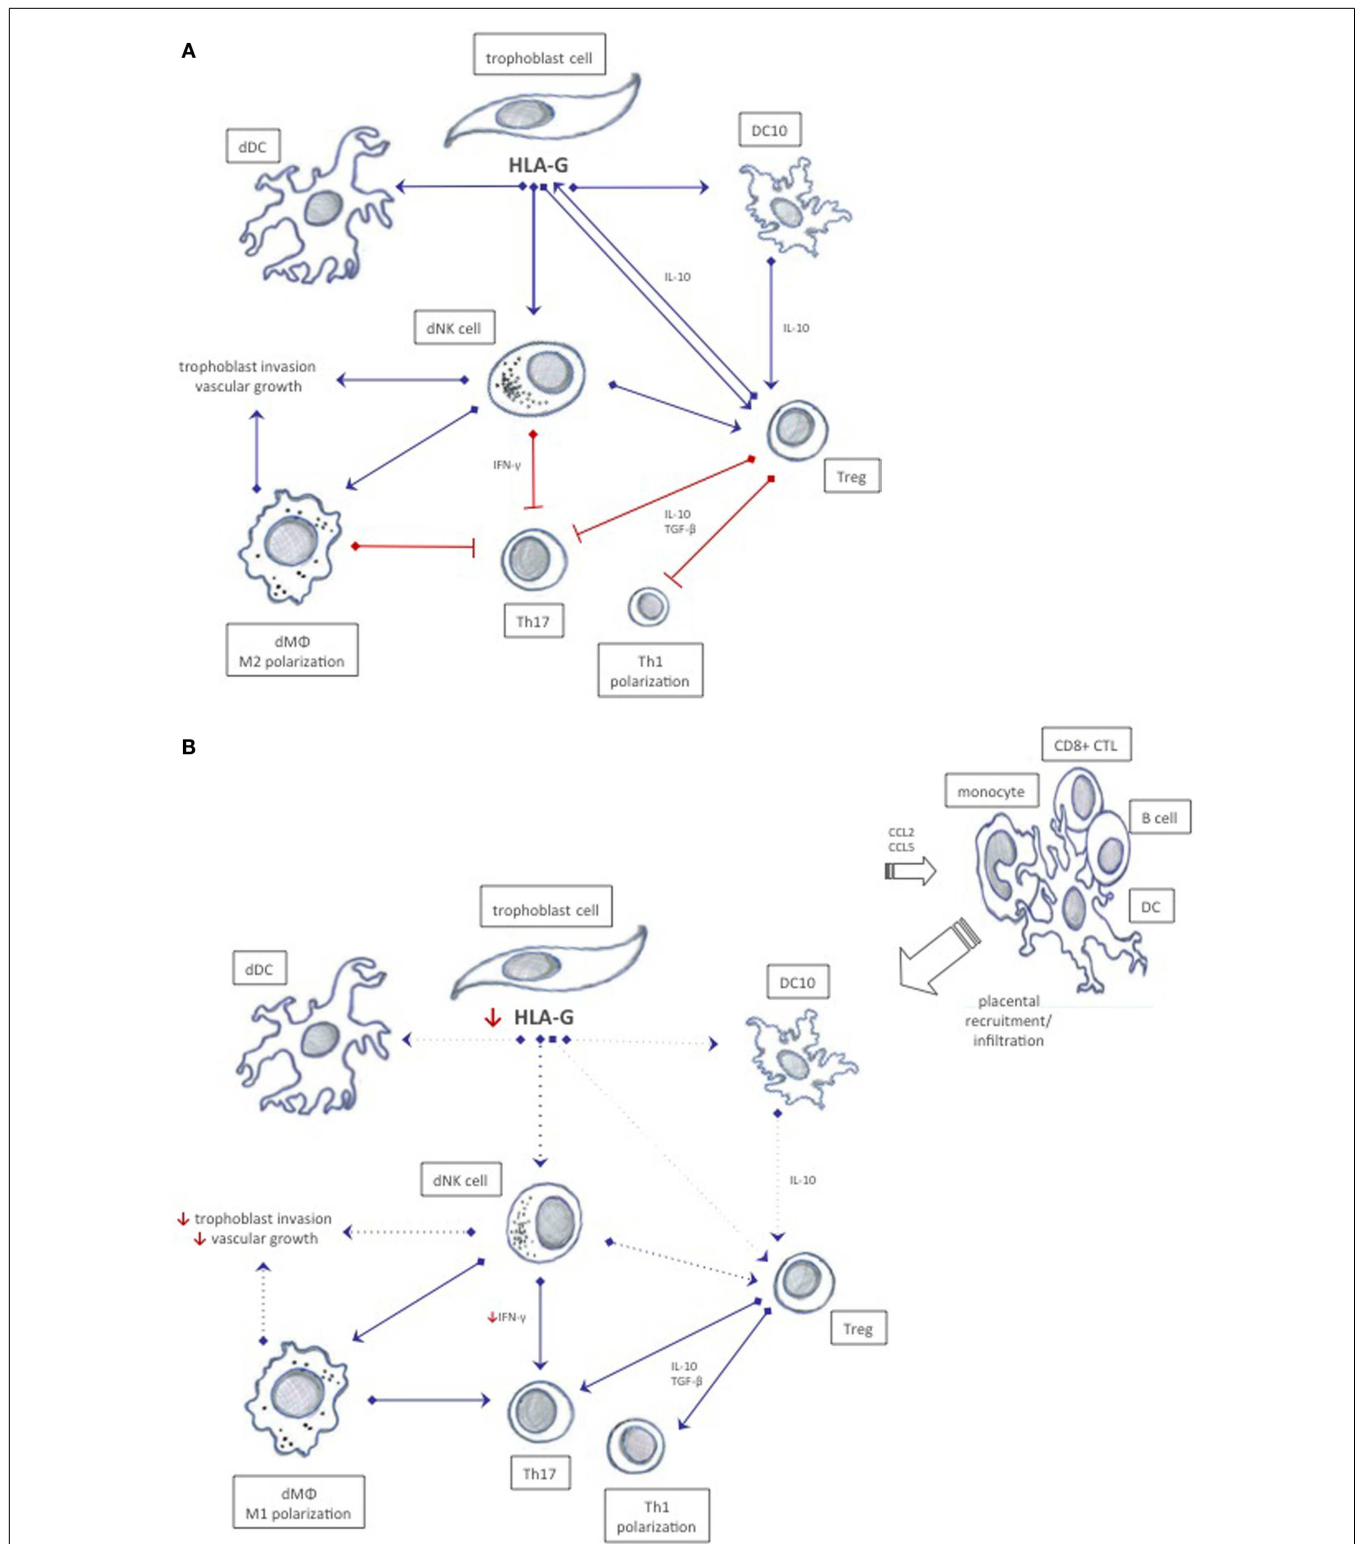 A
trophoblast cell
dDC
DC10
HLA-G
IL-10
IL-10
dNK cell
trophoblast invasion
vascular growth
IFN-γ
Treg
IL-10
TGF-β
Th17
dMΦ
M2 polarization
Th1
polarization
B
CD8+ CTL
monocyte
B cell
CCL2
CCL5
DC
trophoblast cell
dDC
DC10
placental
recruitment/
infiltration
↓ HLA-G
dNK cell
IL-10
↓ trophoblast invasion
↓ vascular growth
↓IFN-γ
Treg
IL-10
TGF-β
Th17
dMΦ
M1 polarization
Th1
polarization